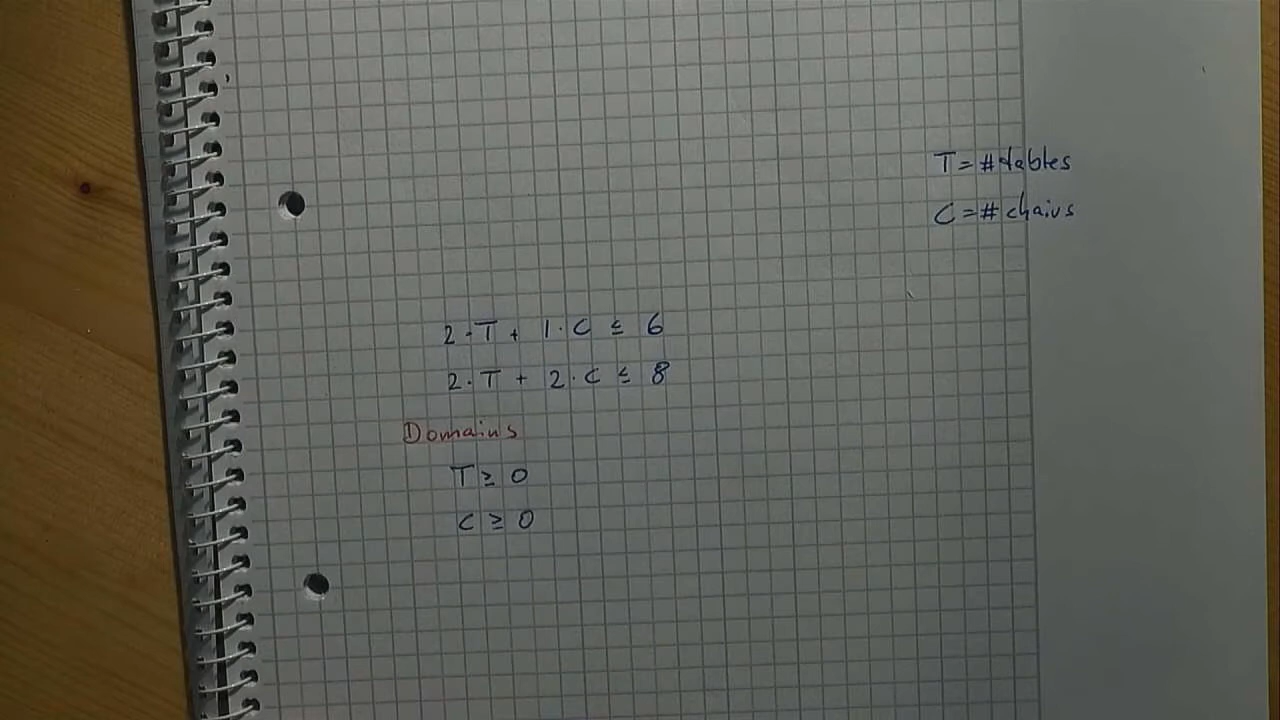 T = #tables
C = # chairs
2 · T + 1 · C ≤ 6
2 · T + 2 · C ≤ 8
Domains
T ≥ 0
C ≥ 0